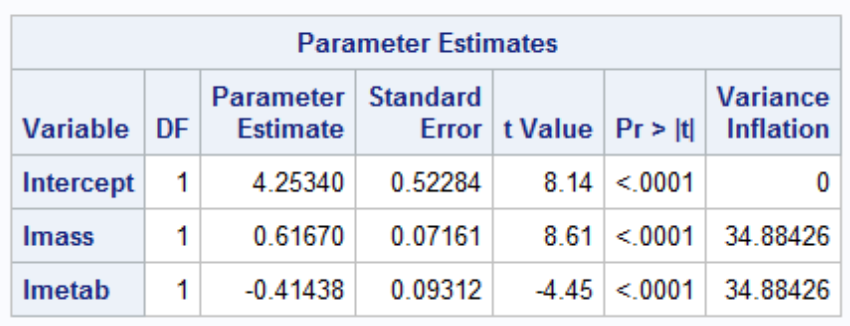 Parameter Estimates
Variable DF Parameter Estimate Standard Error t Value Pr > |t| Variance Inflation
Intercept 1 4.25340 0.52284 8.14 <.0001 0
lmass 1 0.61670 0.07161 8.61 <.0001 34.88426
lmetab 1 -0.41438 0.09312 -4.45 <.0001 34.88426